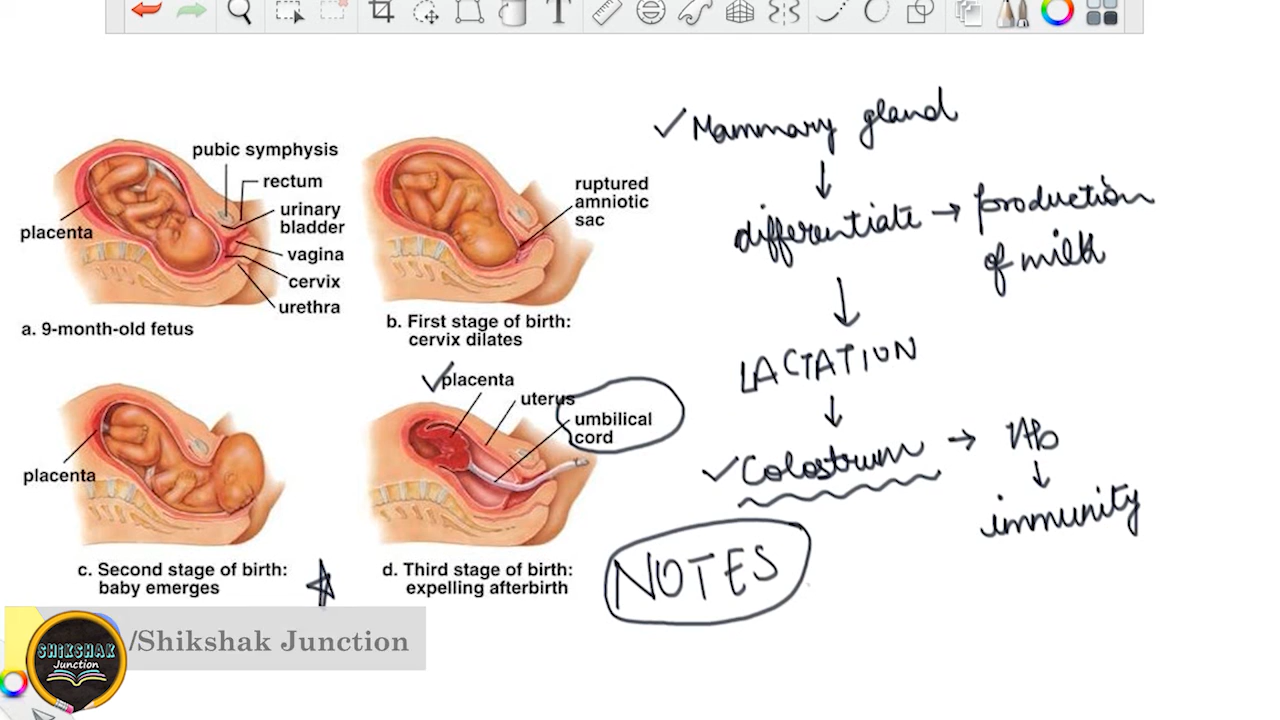 pubic symphysis
rectum
urinary
bladder
placenta
vagina
cervix
urethra
a. 9-month-old fetus
ruptured
amniotic
sac
b. First stage of birth:
cervix dilates
placenta
c. Second stage of birth:
baby emerges
placenta
uterus
umbilical
cord
d. Third stage of birth:
expelling afterbirth
Mammary gland
differentiate → production
of milk
LACTATION
Colostrum →
immunity
NOTES
/Shikshak Junction
SHiKSHAK
Junction